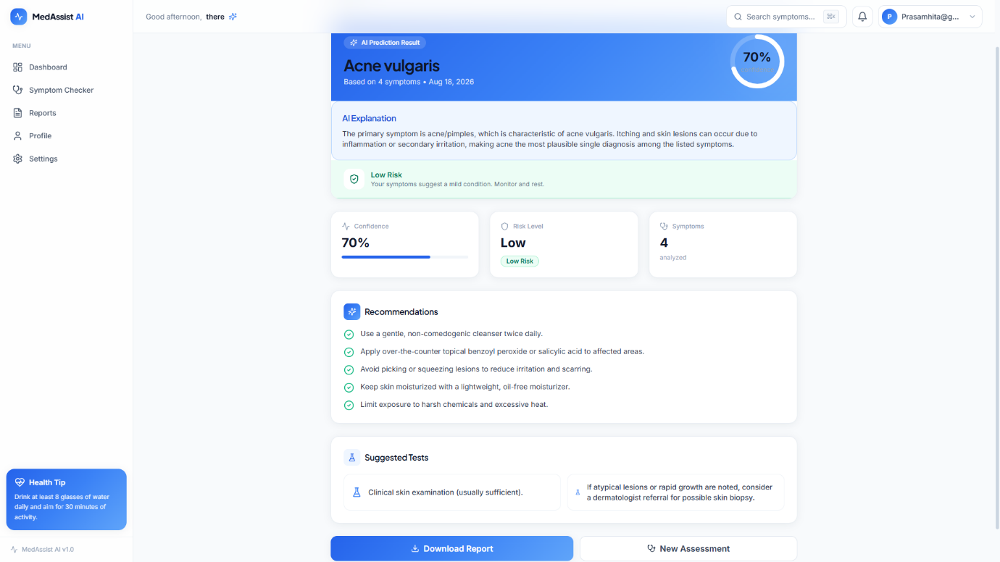 MedAssist AI
Good afternoon, there
Search symptoms...
⌘K
P
Prasamhita@g...
MENU
Dashboard
Symptom Checker
Reports
Profile
Settings
AI Prediction Result
Acne vulgaris
Based on 4 symptoms • Aug 18, 2026
70%
AI Explanation
The primary symptom is acne/pimples, which is characteristic of acne vulgaris. Itching and skin lesions can occur due to
inflammation or secondary irritation, making acne the most plausible single diagnosis among the listed symptoms.
Low Risk
Your symptoms suggest a mild condition. Monitor and rest.
Confidence
70%
Risk Level
Low
Low Risk
Symptoms
4
analyzed
Recommendations
Use a gentle, non-comedogenic cleanser twice daily.
Apply over-the-counter topical benzoyl peroxide or salicylic acid to affected areas.
Avoid picking or squeezing lesions to reduce irritation and scarring.
Keep skin moisturized with a lightweight, oil-free moisturizer.
Limit exposure to harsh chemicals and excessive heat.
Suggested Tests
Clinical skin examination (usually sufficient).
If atypical lesions or rapid growth are noted, consider
a dermatologist referral for possible skin biopsy.
Download Report
New Assessment
Health Tip
Drink at least 8 glasses of water
daily and aim for 30 minutes of
activity.
MedAssist AI v1.0